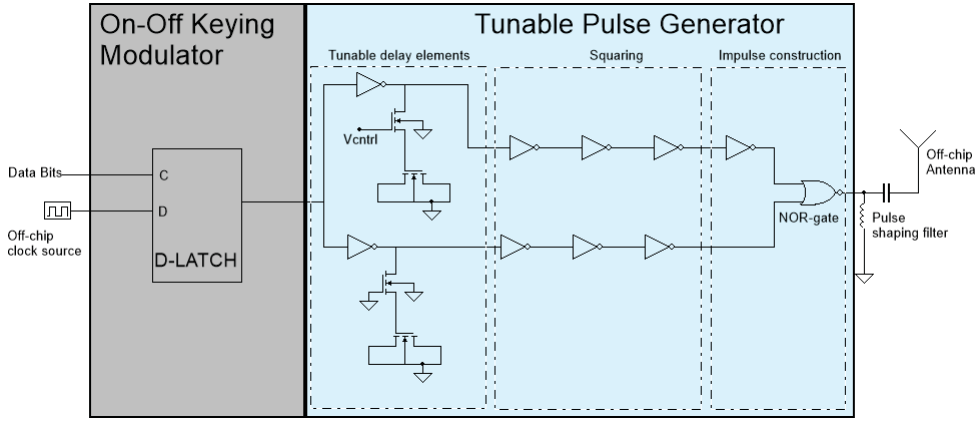 On-Off Keying
Modulator
Tunable Pulse Generator
Tunable delay elements
Squaring
Impulse construction
Vcntrl
Data Bits
C
D
Off-chip
clock source
D-LATCH
NOR-gate
Off-chip
Antenna
Pulse
shaping filter